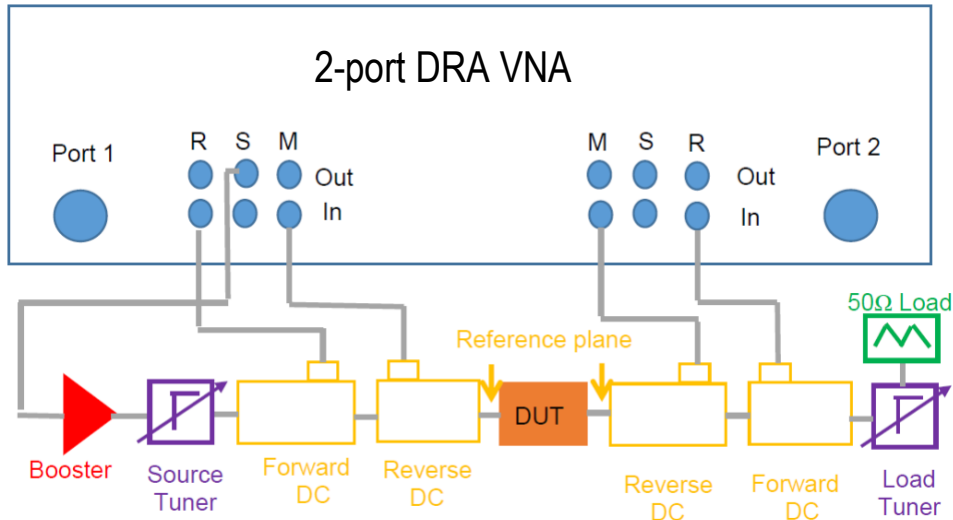 2-port DRA VNA
Port 1
R S M
Out
In
M S R
Out
In
Port 2
50Ω Load
Reference plane
DUT
Booster
Source
Tuner
Forward
DC
Reverse
DC
Reverse
DC
Forward
DC
Load
Tuner